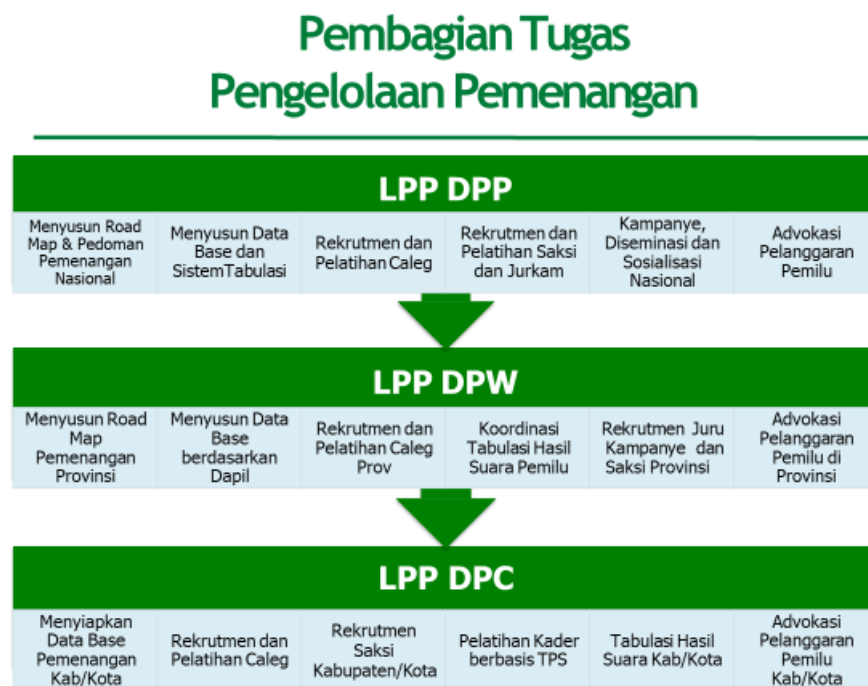 Pembagian Tugas
Pengelolaan Pemenangan
LPP DPP
Menyusun Road
Map & Pedoman
Pemenangan
Nasional
Menyusun Data
Base dan
SistemTabulasi
Rekrutmen dan
Pelatihan Caleg
Rekrutmen dan
Pelatihan Saksi
dan Jurkam
Kampanye,
Diseminasi dan
Sosialisasi
Nasional
Advokasi
Pelanggaran
Pemilu
LPP DPW
Menyusun Road
Map
Pemenangan
Provinsi
Menyusun Data
Base
berdasarkan
Dapil
Rekrutmen dan
Pelatihan Caleg
Prov
Koordinasi
Tabulasi Hasil
Suara Pemilu
Rekrutmen Juru
Kampanye dan
Saksi Provinsi
Advokasi
Pelanggaran
Pemilu di
Provinsi
LPP DPC
Menyiapkan
Data Base
Pemenangan
Kab/Kota
Rekrutmen dan
Pelatihan Caleg
Rekrutmen
Saksi
Kabupaten/Kota
Pelatihan Kader
berbasis TPS
Tabulasi Hasil
Suara Kab/Kota
Advokasi
Pelanggaran
Pemilu
Kab/Kota